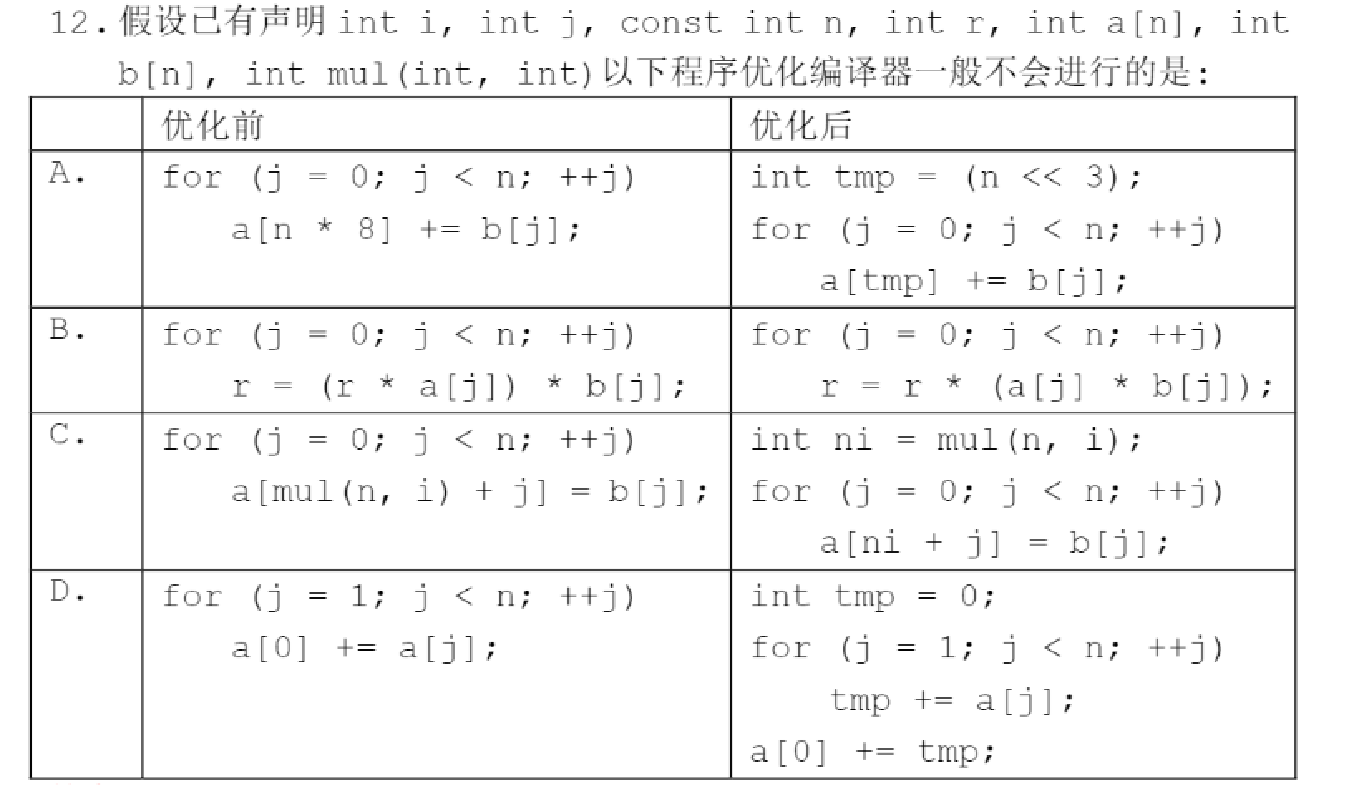 12.假设已有声明int i, int j, const int n, int r, int a[n], int
b[n], int mul(int, int)以下程序优化编译器一般不会进行的是:
优化前 优化后
A. for (j = 0; j < n; ++j) int tmp = (n << 3);
a[n * 8] += b[j]; for (j = 0; j < n; ++j)
a[tmp] += b[j];
B. for (j = 0; j < n; ++j) for (j = 0; j < n; ++j)
r = (r * a[j]) * b[j]; r = r * (a[j] * b[j]);
C. for (j = 0; j < n; ++j) int ni = mul(n, i);
a[mul(n, i) + j] = b[j]; for (j = 0; j < n; ++j)
a[ni + j] = b[j];
D. for (j = 1; j < n; ++j) int tmp = 0;
a[0] += a[j]; for (j = 1; j < n; ++j)
tmp += a[j];
a[0] += tmp;